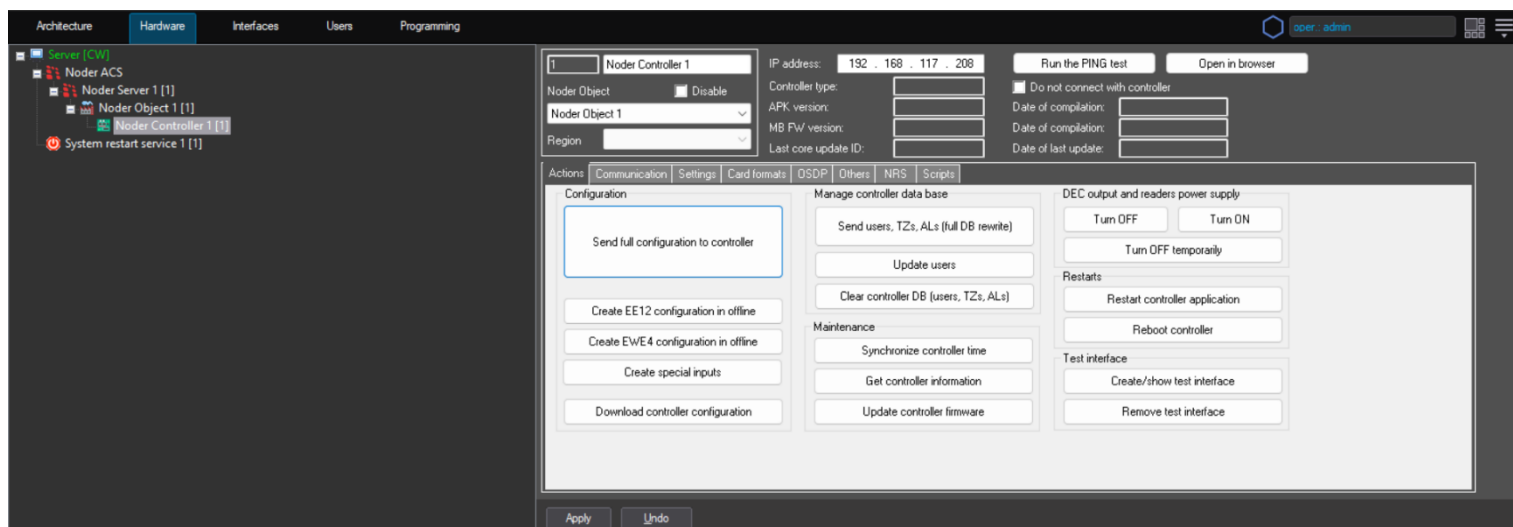 Architecture Hardware Interfaces Users Programming oper.: admin
Server [CW]
Noder ACS
Noder Server 1 [1]
Noder Object 1 [1]
Noder Controller 1 [1]
System restart service 1 [1]
1 Noder Controller 1
Noder Object Disable
Noder Object 1
Region
IP address: 192 . 168 . 117 . 208 Run the PING test Open in browser
Controller type: Do not connect with controller
APK version: Date of compilation:
MB FW version: Date of compilation:
Last core update ID: Date of last update:
Actions Communication Settings Card formats OSDP Others NRS Scripts
Configuration
Send full configuration to controller
Create EE12 configuration in offline
Create EWE4 configuration in offline
Create special inputs
Download controller configuration
Manage controller data base
Send users, TZs, ALs (full DB rewrite)
Update users
Clear controller DB (users, TZs, ALs)
Maintenance
Synchronize controller time
Get controller information
Update controller firmware
DEC output and readers power supply
Turn OFF Turn ON
Turn OFF temporarily
Restarts
Restart controller application
Reboot controller
Test interface
Create/show test interface
Remove test interface
Apply Undo